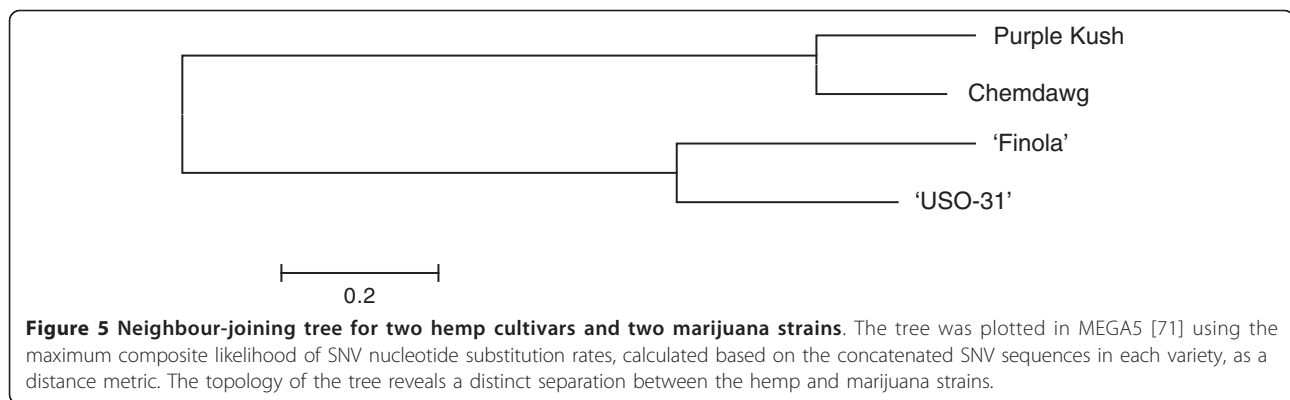 Purple Kush
Chemdawg
‘Finola’
‘USO-31’
0.2
Figure 5 Neighbour-joining tree for two hemp cultivars and two marijuana strains. The tree was plotted in MEGA5 [71] using the
maximum composite likelihood of SNV nucleotide substitution rates, calculated based on the concatenated SNV sequences in each variety, as a
distance metric. The topology of the tree reveals a distinct separation between the hemp and marijuana strains.